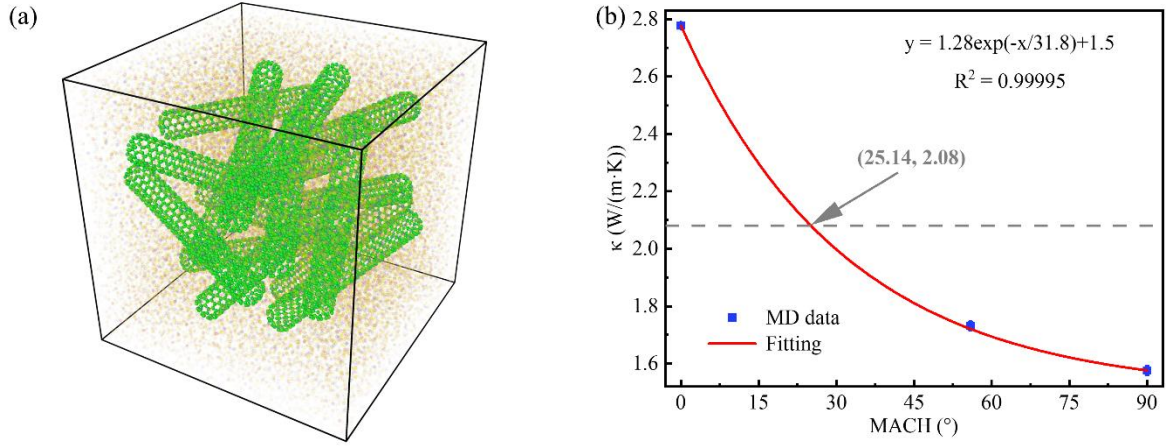 (a)
(b)
2.8
2.6
2.4
2.2
2.0
1.8
1.6
κ (W/(m·K))
y = 1.28exp(-x/31.8)+1.5
R² = 0.99995
(25.14, 2.08)
MD data
Fitting
0 15 30 45 60 75 90
MACH (°)